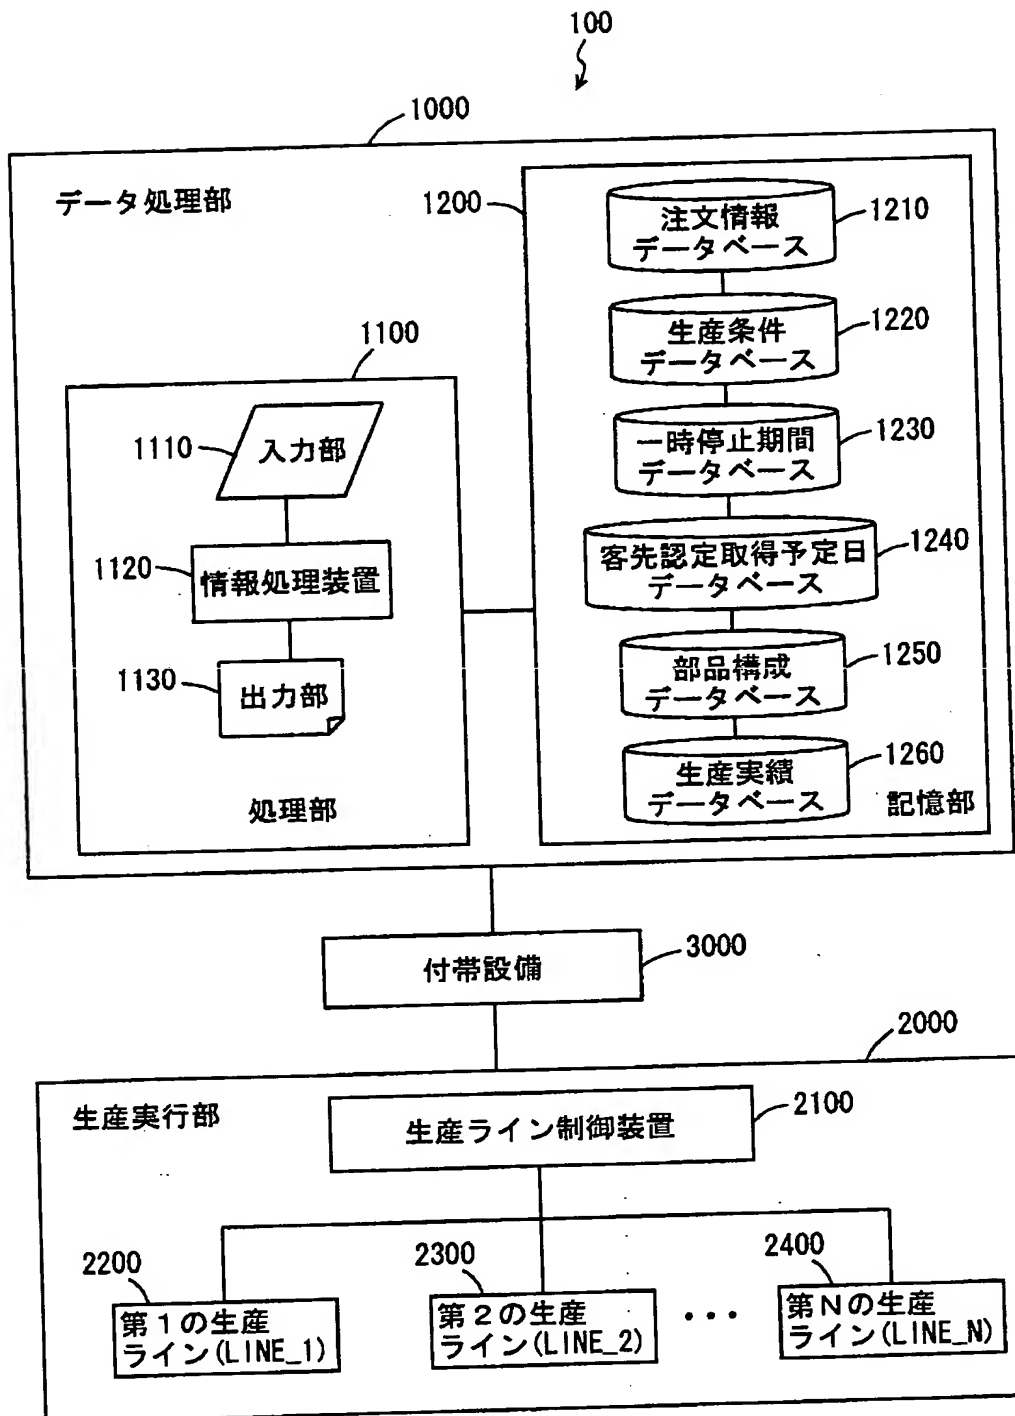 100
1000
データ処理部
1200
注文情報
データベース
1210
生産条件
データベース
1220
一時停止期間
データベース
1230
客先認定取得予定日
データベース
1240
部品構成
データベース
1250
生産実績
データベース
1260
記憶部
1100
1110
入力部
1120
情報処理装置
1130
出力部
処理部
付帯設備
3000
2000
生産実行部
生産ライン制御装置
2100
2200
第1の生産
ライン(LINE_1)
2300
第2の生産
ライン(LINE_2)
・・・
2400
第Nの生産
ライン(LINE_N)